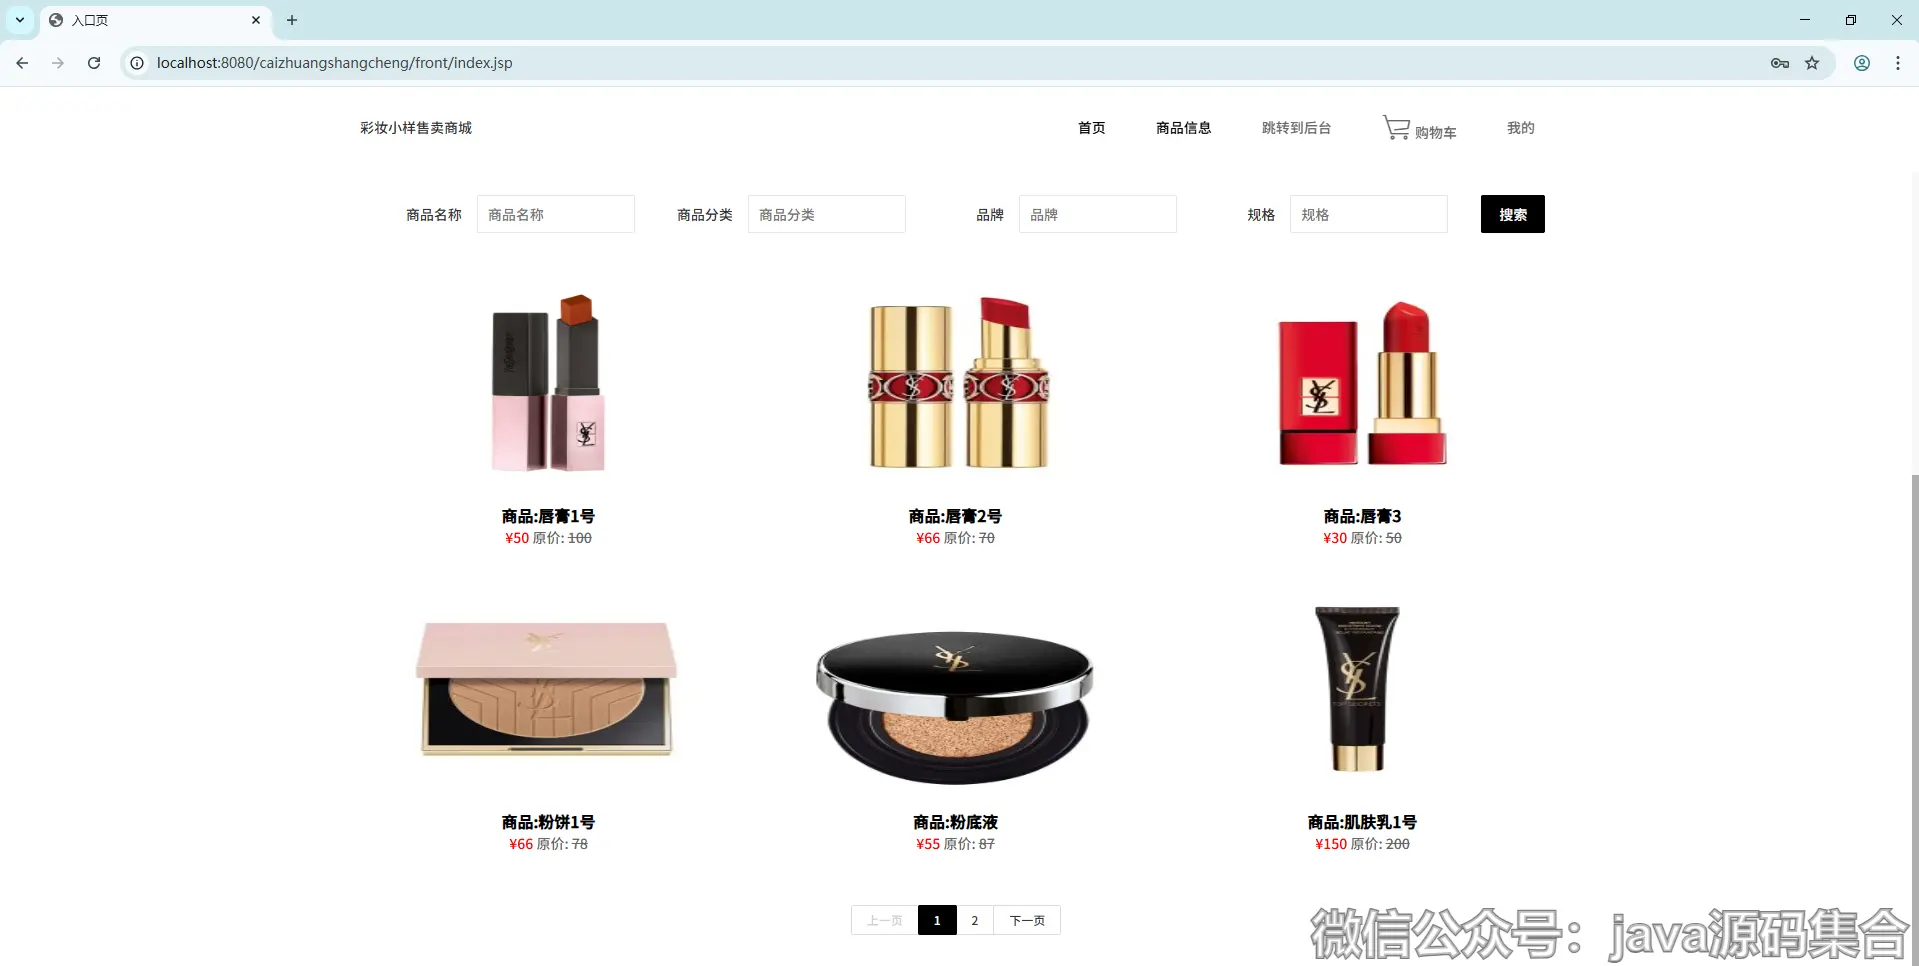 入口页
localhost:8080/caizhuangshangcheng/front/index.jsp
彩妆小样售卖商城
首页 商品信息 跳转到后台 购物车 我的
商品名称 商品名称 商品分类 商品分类 品牌 品牌 规格 规格 搜索
商品:唇膏1号 商品:唇膏2号 商品:唇膏3
¥50 原价: 100 ¥66 原价: 70 ¥30 原价: 50
商品:粉饼1号 商品:粉底液 商品:肌肤乳1号
¥66 原价: 78 ¥55 原价: 87 ¥150 原价: 200
上一页 1 2 下一页
微信公众号：java源码集合